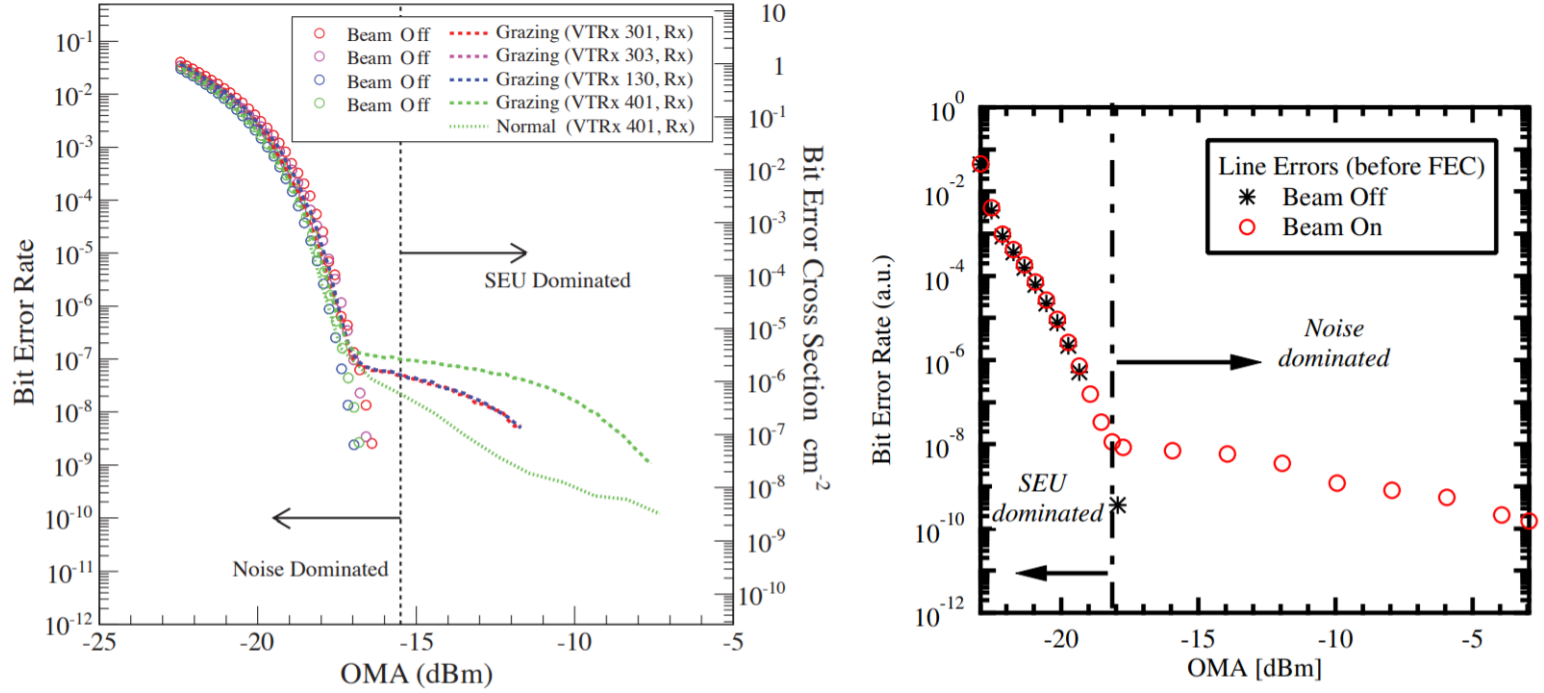 Bit Error Rate
10
-1
10
-2
10
-3
10
-4
10
-5
10
-6
10
-7
10
-8
10
-9
10
-10
10
-11
10
-12
10
-25
-20
-15
-10
-5
OMA (dBm)
Beam Off
Beam Off
Beam Off
Beam Off
Grazing (VTRx 301, Rx)
Grazing (VTRx 303, Rx)
Grazing (VTRx 130, Rx)
Grazing (VTRx 401, Rx)
Normal (VTRx 401, Rx)
SEU Dominated
Noise Dominated
10
1
10-1
10-2
10-3
10-4
10-5
10-6
10-7
10-8
10-9
10-10
Bit Error Cross Section cm-2
Bit Error Rate (a.u.)
100
10-2
10-4
10-6
10-8
10-10
10-12
Line Errors (before FEC)
Beam Off
Beam On
Noise
dominated
SEU
dominated
-20
-15
-10
-5
OMA [dBm]